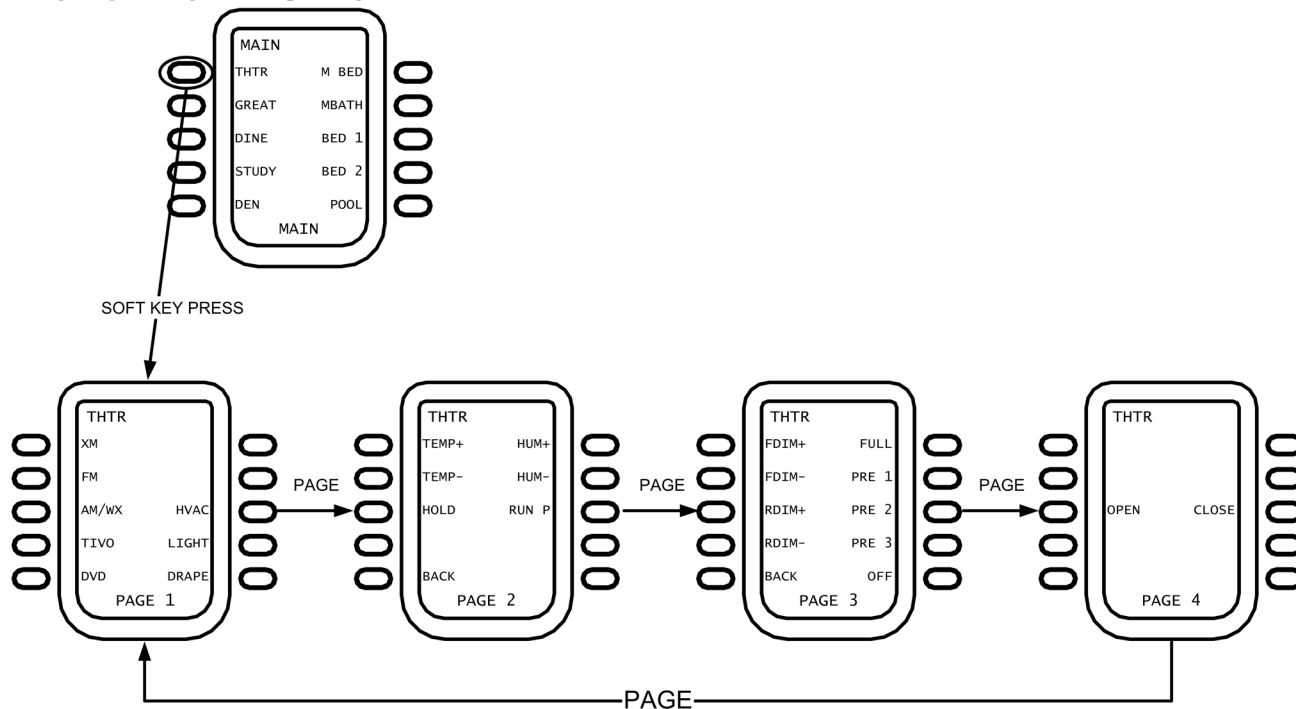 MAIN
THTR M BED
GREAT MBATH
DINE BED 1
STUDY BED 2
DEN POOL
MAIN
SOFT KEY PRESS
THTR
XM
FM
AM/WX HVAC
TIVO LIGHT
DVD DRAPE
PAGE 1
PAGE
THTR
TEMP+ HUM+
TEMP- HUM-
HOLD RUN P
BACK
PAGE 2
PAGE
THTR
FDIM+ FULL
FDIM- PRE 1
RDIM+ PRE 2
RDIM- PRE 3
BACK OFF
PAGE 3
PAGE
THTR
OPEN CLOSE
PAGE 4
PAGE